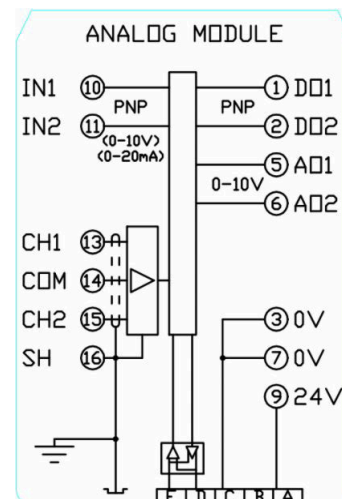 ANALOG MODULE
IN1 10 1 DO1
PNP PNP
IN2 11 2 DO2
(0-10V)
(0-20mA) 5 AO1
0-10V
6 AO2
CH1 13
COM 14
CH2 15 3 0V
SH 16 7 0V
9 24V
E D C B A